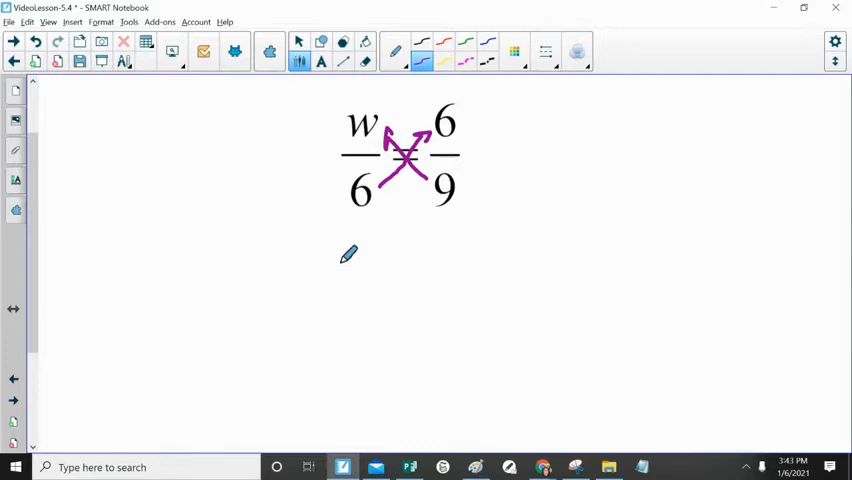 VideoLesson-5.4 * - SMART Notebook
File Edit View Insert Format Tools Add-ons Account Help
w/6 = 6/9
Type here to search
3:43 PM
1/6/2021